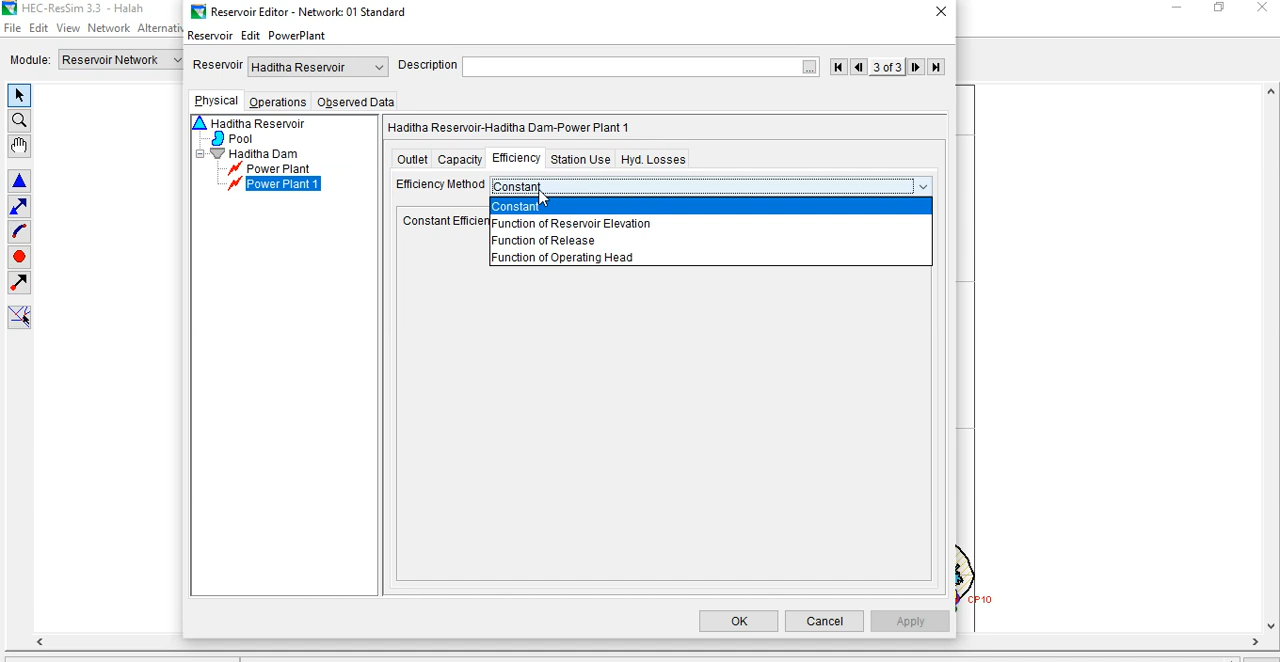 HEC-ResSim 3.3 - Halah
File Edit View Network Alternativ
Module: Reservoir Network
Reservoir Editor - Network: 01 Standard
Reservoir Edit PowerPlant
Reservoir Haditha Reservoir Description ... 3 of 3
Physical Operations Observed Data
Haditha Reservoir
Pool
Haditha Dam
Power Plant
Power Plant 1
Haditha Reservoir-Haditha Dam-Power Plant 1
Outlet Capacity Efficiency Station Use Hyd. Losses
Efficiency Method Constant
Constant Efficien
Constant
Function of Reservoir Elevation
Function of Release
Function of Operating Head
OK Cancel Apply
CP10